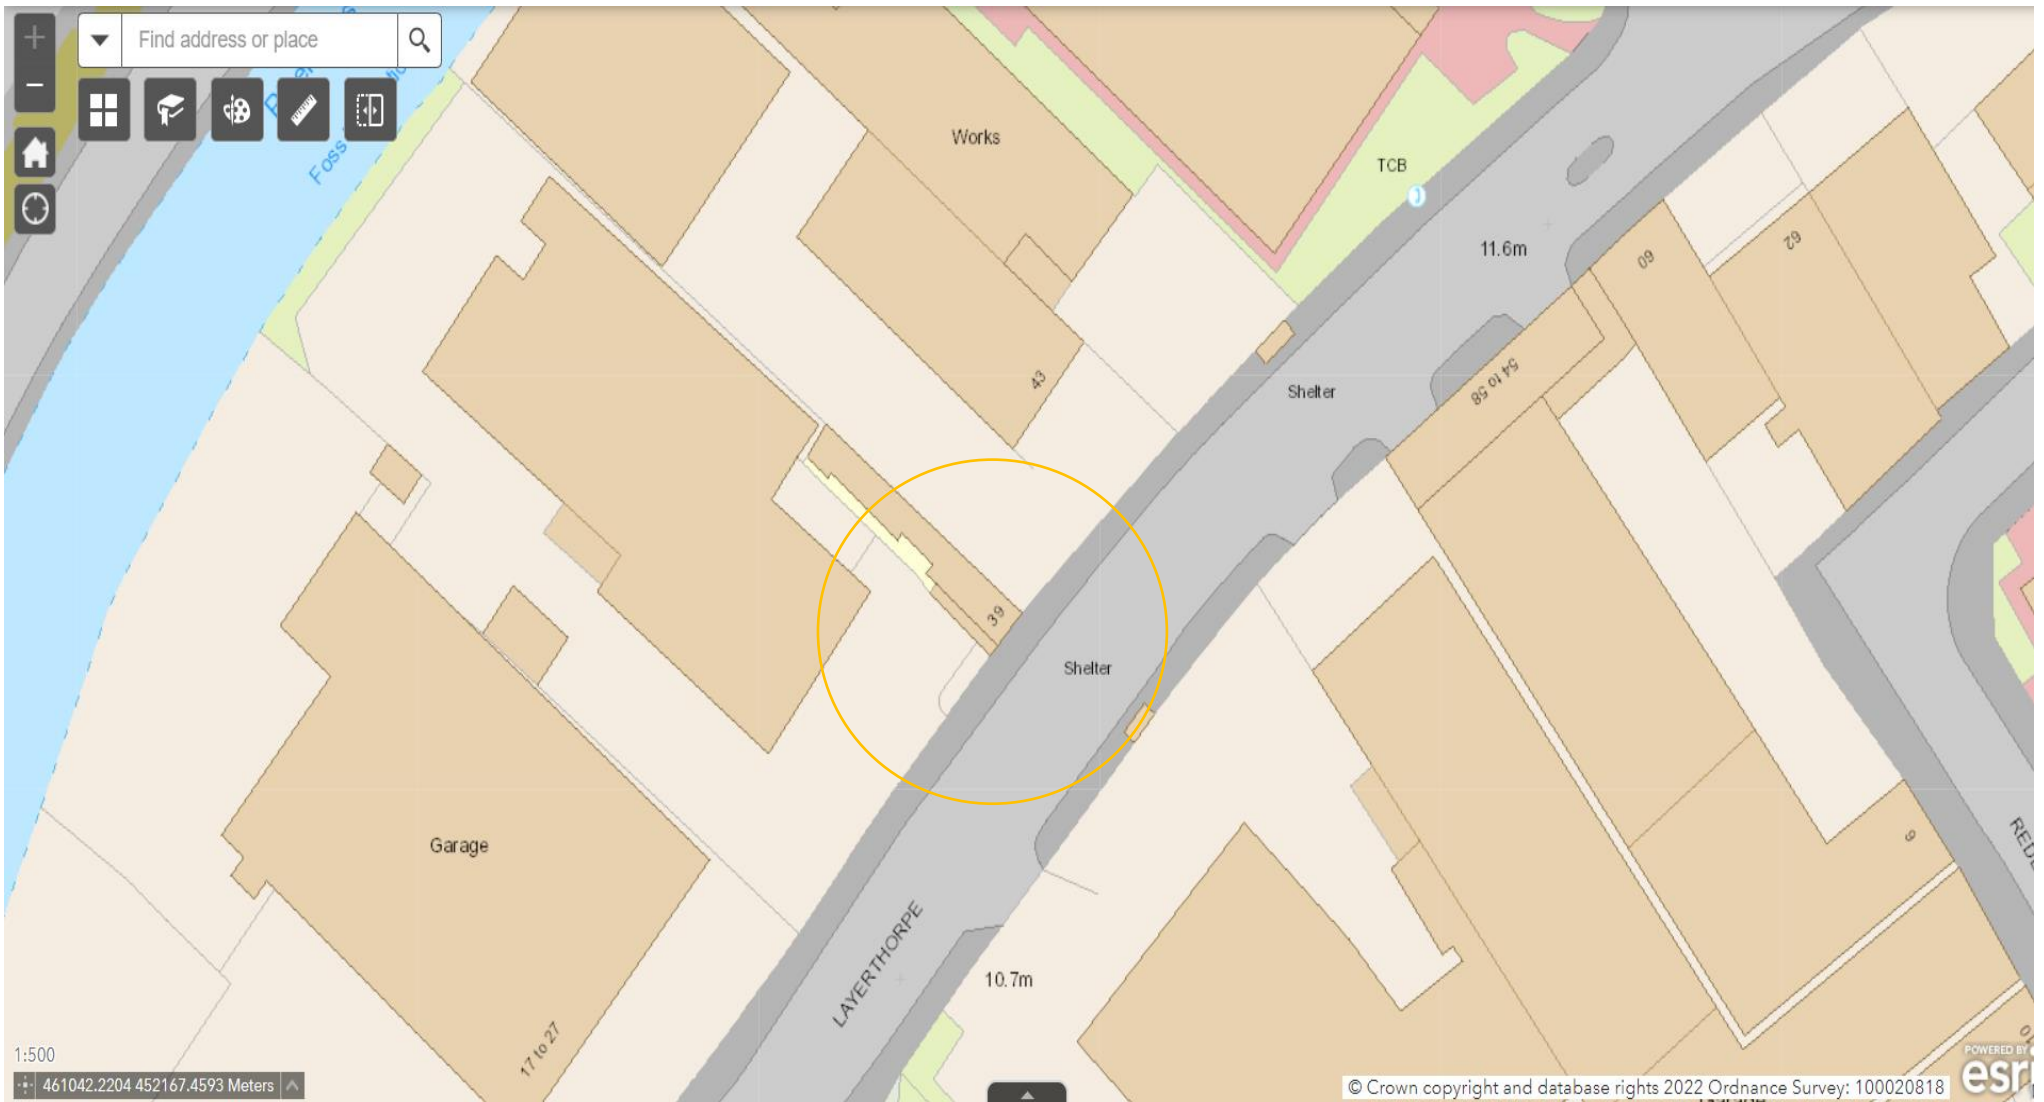 Find address or place
Foss
Works
TCB
11.6m
60
62
43
Shelter
54 to 58
39
Shelter
9
Garage
LAYERTHORPE
10.7m
17 to 27
1:500
461042.2204 452167.4593 Meters
© Crown copyright and database rights 2022 Ordnance Survey: 100020818
POWERED BY
esri